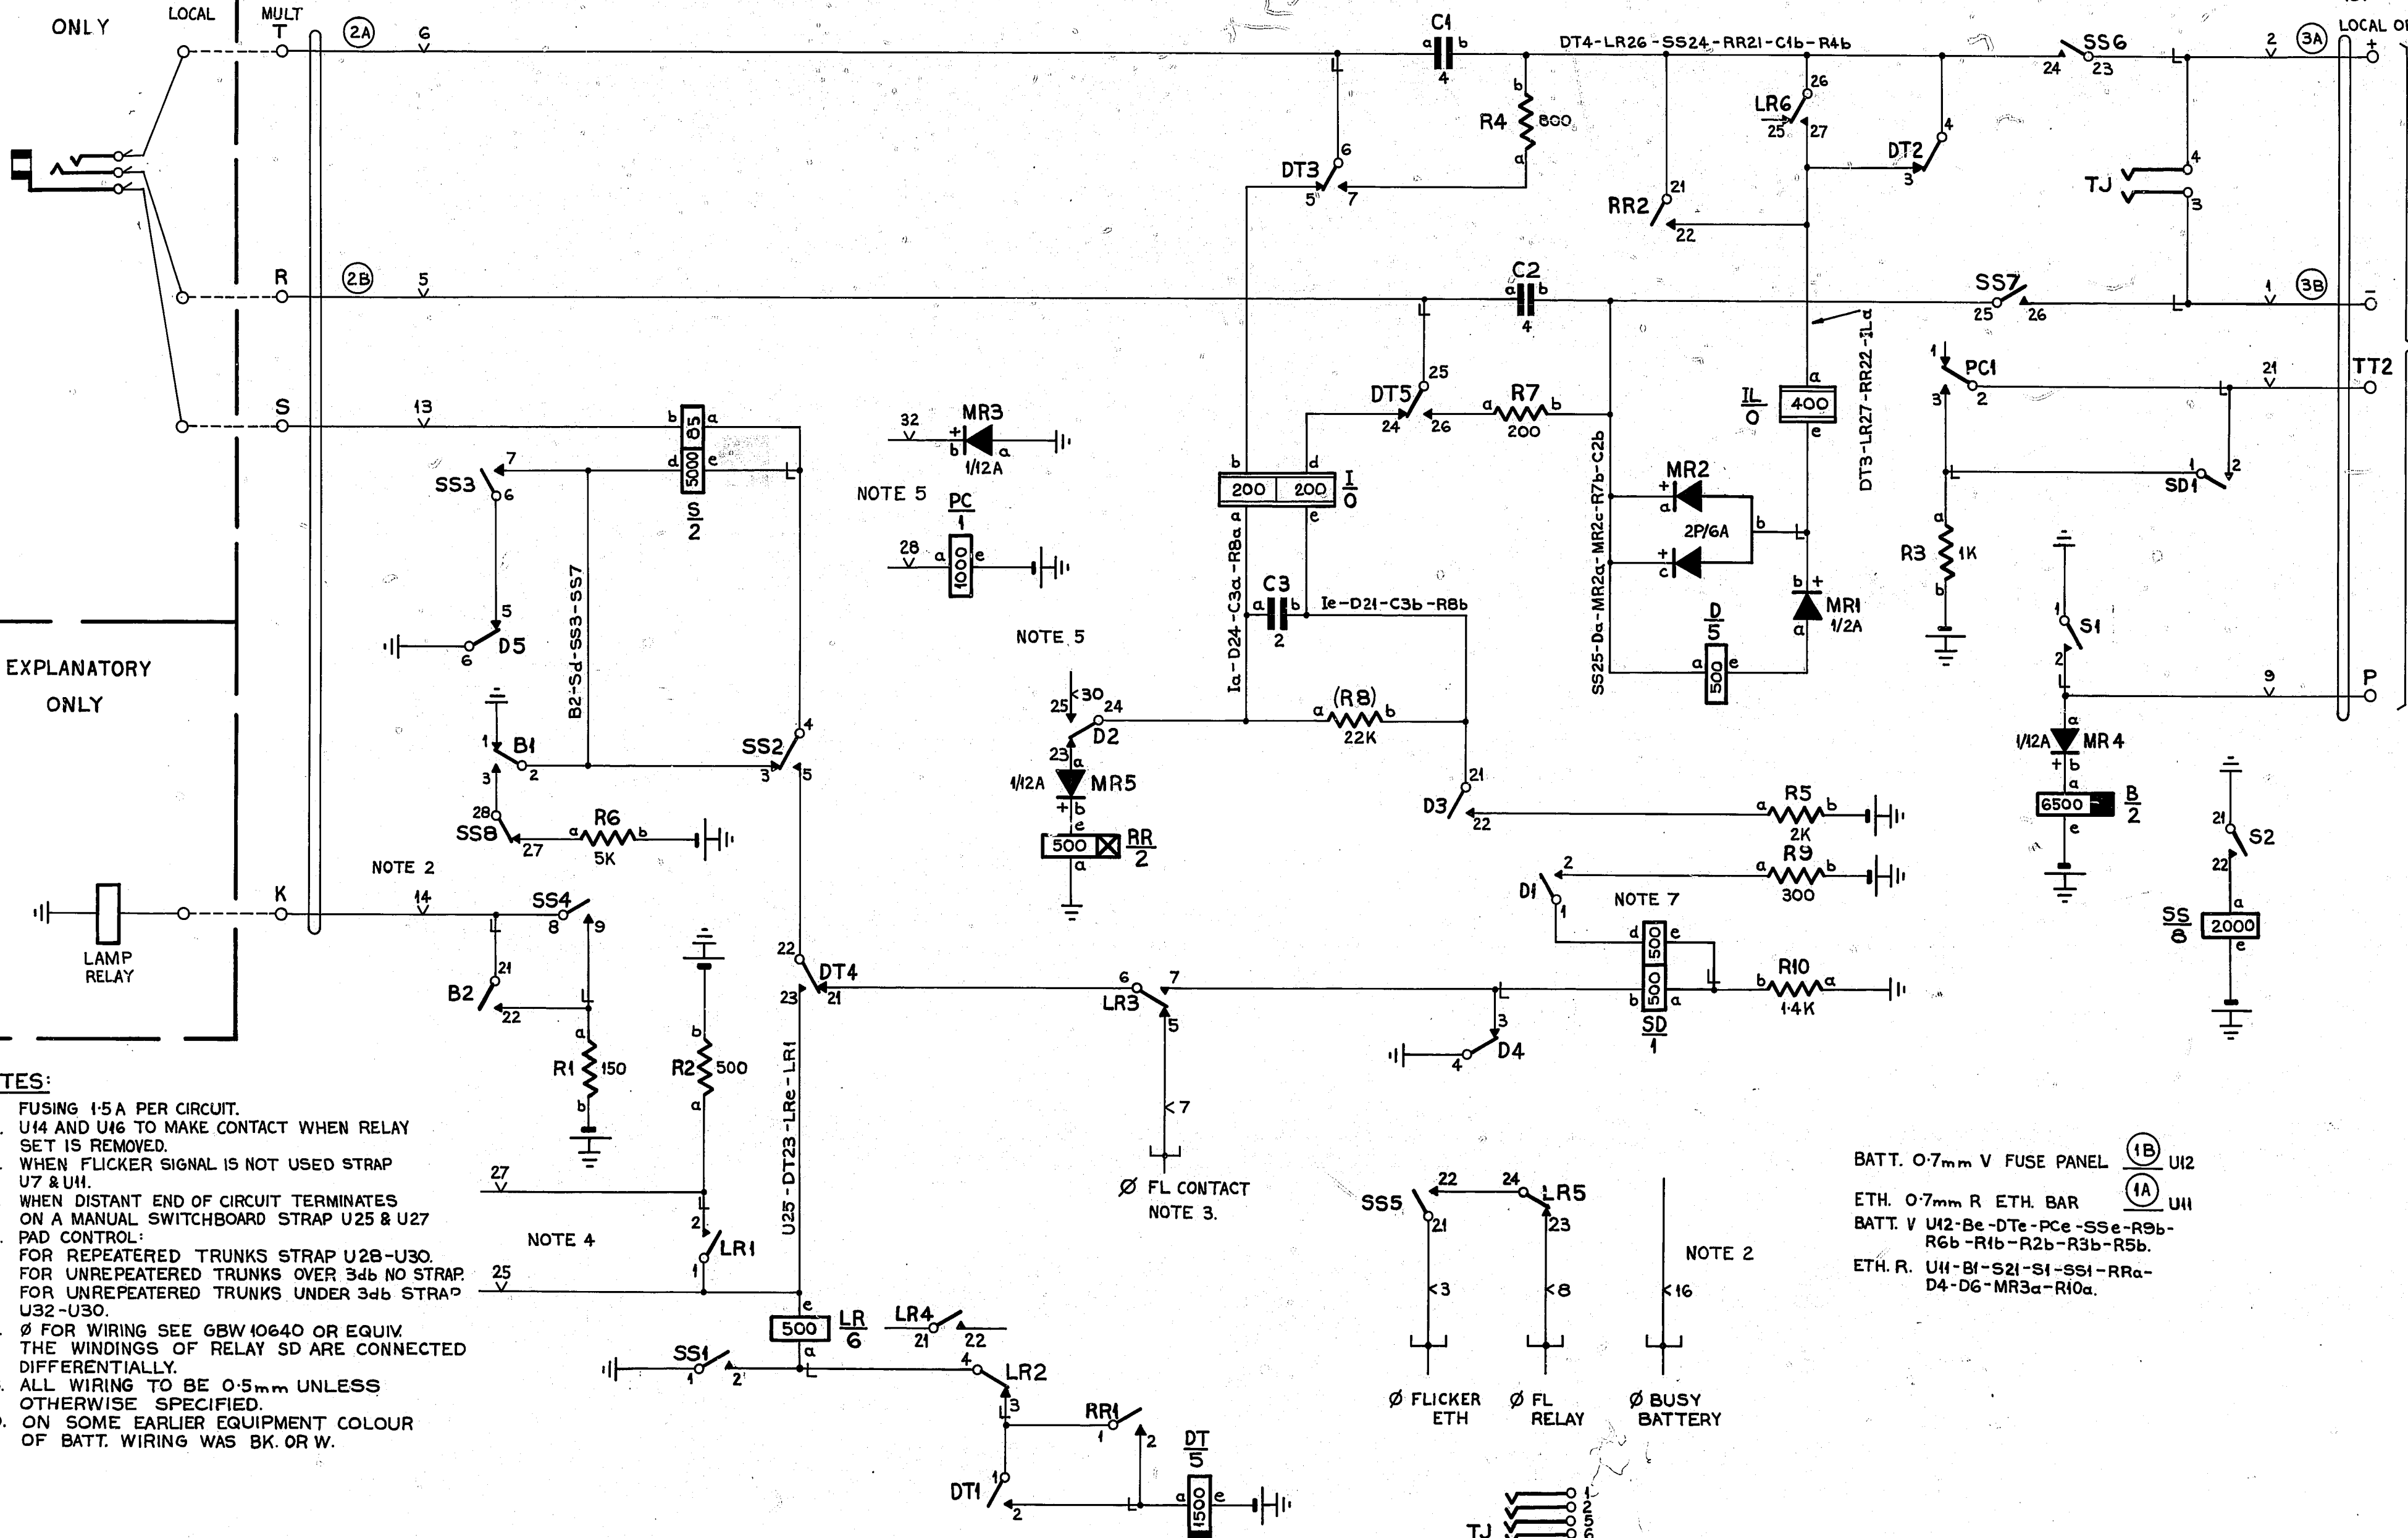 ONLY
LOCAL
MULT
T
2A
6
C1
a b
4
DT4-LR26-SS24-RR21-C1b-R4b
SS6
24 23
2
3A
LOCAL
+
L
b
R4 800
a
DT3
6
5 7
26
LR6
25 27
4
DT2
3
L
4
TJ
3
RR2
21
22
R
2B
5
C2
a b
4
SS7
25 26
L
1
3B
-
DT3-LR27-RR22-ILa
L
25
DT5
24 26
R7
a b
200
IL
0
a
400
e
1
PC1
3 2
L
21
TT2
S
13
b 85 a
d 5000 e
S
2
L
7
SS3
6
32
MR3
+
b a
1/12A
NOTE 5
PC
1
28
a 1000 e
b d
200 200
a e
I
0
MR2
+
a
2P/6A
+
c
b
L
L
1 2
SD1
a
R3 1K
b
B2-Sd-SS3-SS7
5
D5
6
Ia-D24-C3a-R8a
C3
a b
2
Ie-D21-C3b-R8b
SS25-Da-MR2a-MR2c-R7b-C2b
b +
MR1
1/2A
a
D
5
a 500 e
1
S1
2
L
9
P
EXPLANATORY
ONLY
NOTE 5
<30
25 24
D2
23
a
1/12A MR5
+ b
e
500
RR
2
a
(R8)
a b
22K
1
B1
3 2
SS2
4
3 5
28
SS8
27
R6
a b
5K
D3
21
22
R5
a b
2K
a
1/12A MR4
+ b
a
6500
B
2
e
21
S2
22
a
SS
8
2000
e
R9
a b
300
D1
2
1
NOTE 7
NOTE 2
K
14
SS4
8 9
L
LAMP
RELAY
B2
21
22
L
d 500 e
b 500 a
SD
1
L
R10
b a
1.4K
22
DT4
23 21
6 7
LR3
5
L
3
D4
4
a
R1 150
b
b
R2 500
a
U25-DT23-LRe-LR1
<7
Ø FL CONTACT
NOTE 3.
TES:
FUSING 1.5A PER CIRCUIT.
. U14 AND U16 TO MAKE CONTACT WHEN RELAY
SET IS REMOVED.
. WHEN FLICKER SIGNAL IS NOT USED STRAP
U7 & U11.
WHEN DISTANT END OF CIRCUIT TERMINATES
ON A MANUAL SWITCHBOARD STRAP U25 & U27
. PAD CONTROL:
FOR REPEATERED TRUNKS STRAP U28-U30.
FOR UNREPEATERED TRUNKS OVER 3db NO STRAP.
FOR UNREPEATERED TRUNKS UNDER 3db STRAP
U32-U30.
. Ø FOR WIRING SEE GBW 10640 OR EQUIV.
THE WINDINGS OF RELAY SD ARE CONNECTED
DIFFERENTIALLY.
. ALL WIRING TO BE 0.5mm UNLESS
OTHERWISE SPECIFIED.
. ON SOME EARLIER EQUIPMENT COLOUR
OF BATT. WIRING WAS BK. OR W.
27
NOTE 4
25
L
2
LR1
1
e
500
LR
6
a
L
LR4
21 22
SS1
1 2
4
LR2
3
L
RR1
1 2
DT1
1
2
L
DT
5
a 1500 e
SS5
22
21
24
LR5
23
NOTE 2
<3
<8
<16
Ø FLICKER
ETH
Ø FL
RELAY
Ø BUSY
BATTERY
BATT. 0.7mm V FUSE PANEL 1B U12
ETH. 0.7mm R ETH. BAR 1A U11
BATT. V U12-Be-DTe-PCe-SSe-R9b-
R6b-R1b-R2b-R3b-R5b.
ETH. R. U11-B1-S21-S1-SS1-RRa-
D4-D6-MR3a-R10a.
TJ
1
2
5
6